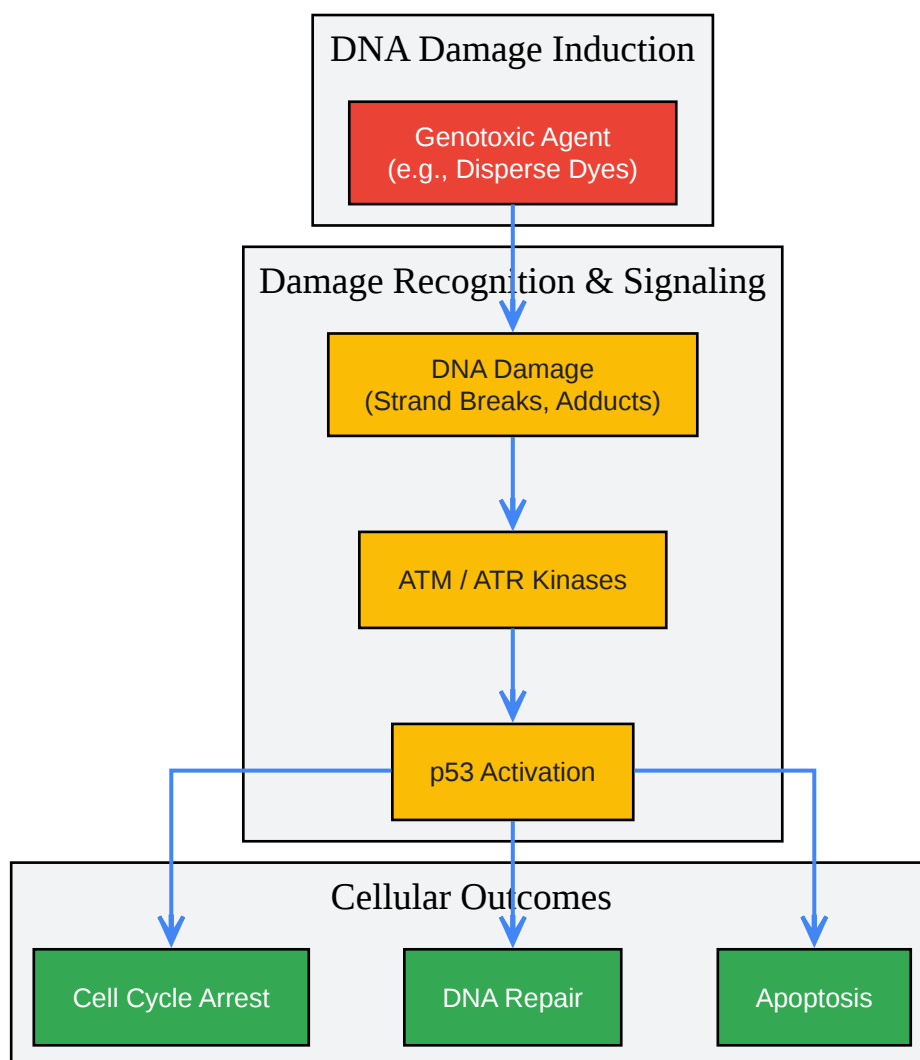 DNA Damage Induction
Genotoxic Agent
(e.g., Disperse Dyes)
Damage Recognition & Signaling
DNA Damage
(Strand Breaks, Adducts)
ATM / ATR Kinases
p53 Activation
Cellular Outcomes
Cell Cycle Arrest
DNA Repair
Apoptosis